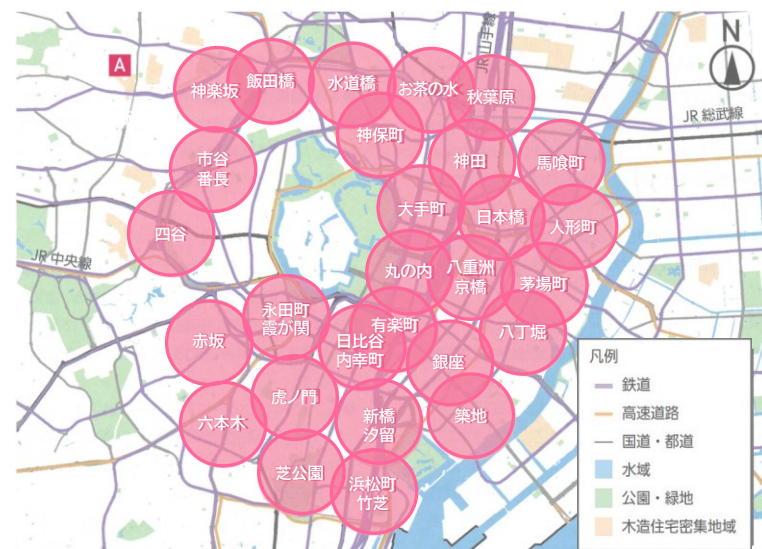 N
A
JR山手線
飯田橋
水道橋
お茶の水
神楽坂
秋葉原
JR 総武線
神保町
市谷
番長
神田
馬喰町
大手町
日本橋
人形町
四谷
JR 中央線
丸の内
八重洲
京橋
茅場町
永田町
霞が関
有楽町
日比谷
内幸町
八丁堀
赤坂
銀座
虎ノ門
六本木
新橋
汐留
築地
芝公園
浜松町
竹芝
凡例
鉄道
高速道路
国道・都道
水域
公園・緑地
木造住宅密集地域